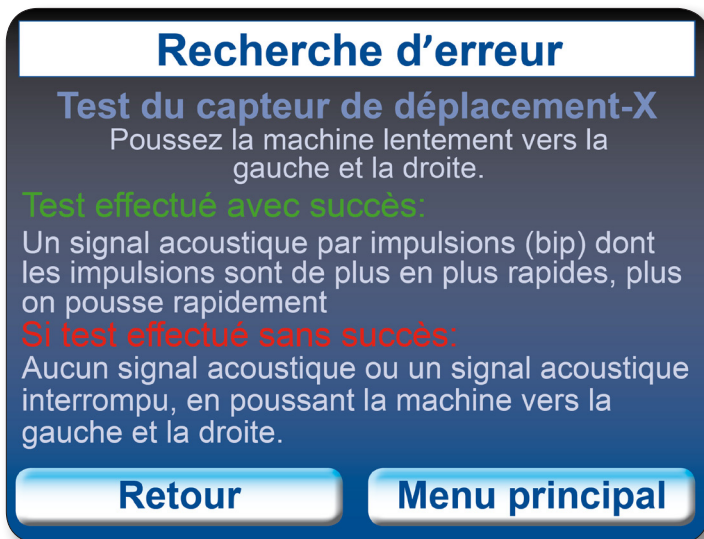 Recherche d’erreur
Test du capteur de déplacement-X
Poussez la machine lentement vers la
gauche et la droite.
Test effectué avec succès:
Un signal acoustique par impulsions (bip) dont
les impulsions sont de plus en plus rapides, plus
on pousse rapidement
Si test effectué sans succès:
Aucun signal acoustique ou un signal acoustique
interrompu, en poussant la machine vers la
gauche et la droite.
Retour
Menu principal